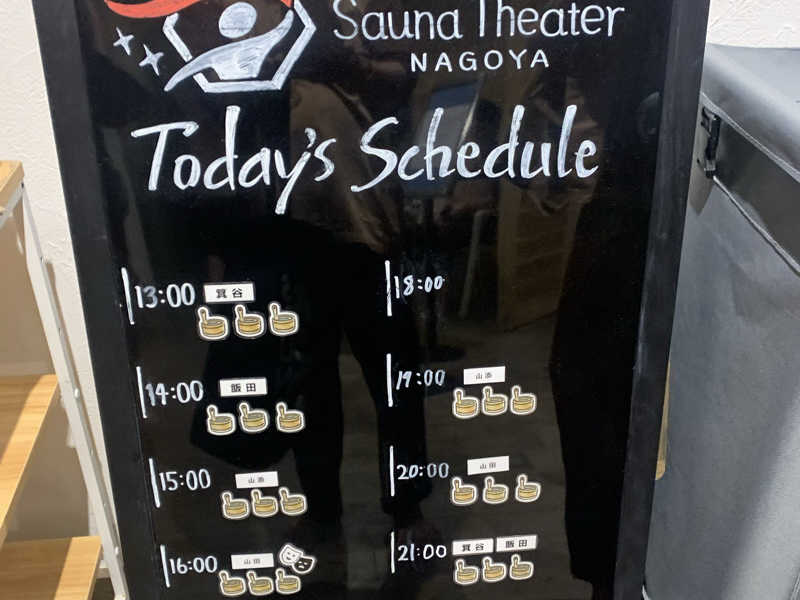 Sauna Theater
NAGOYA
Today's Schedule
13:00 箕谷
14:00 飯田
15:00 山添
16:00 山田
18:00
19:00 山添
20:00 山田
21:00 箕谷 飯田